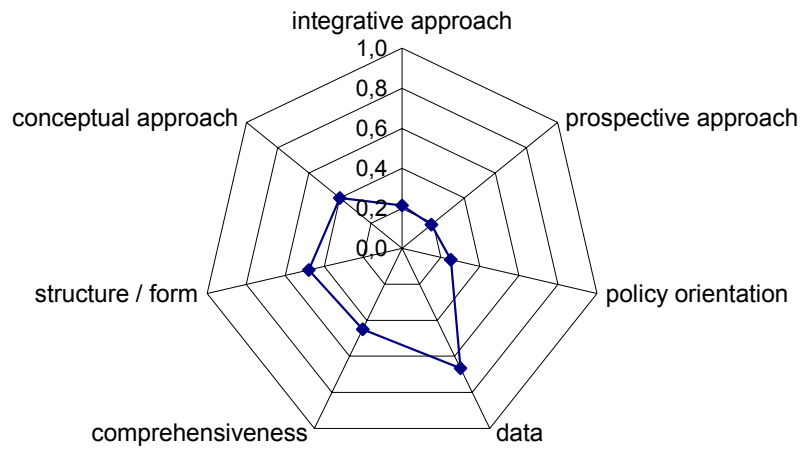 integrative approach
1,0
0,8
conceptual approach
prospective approach
0,6
0,4
0,2
0,0
structure / form
policy orientation
comprehensiveness
data